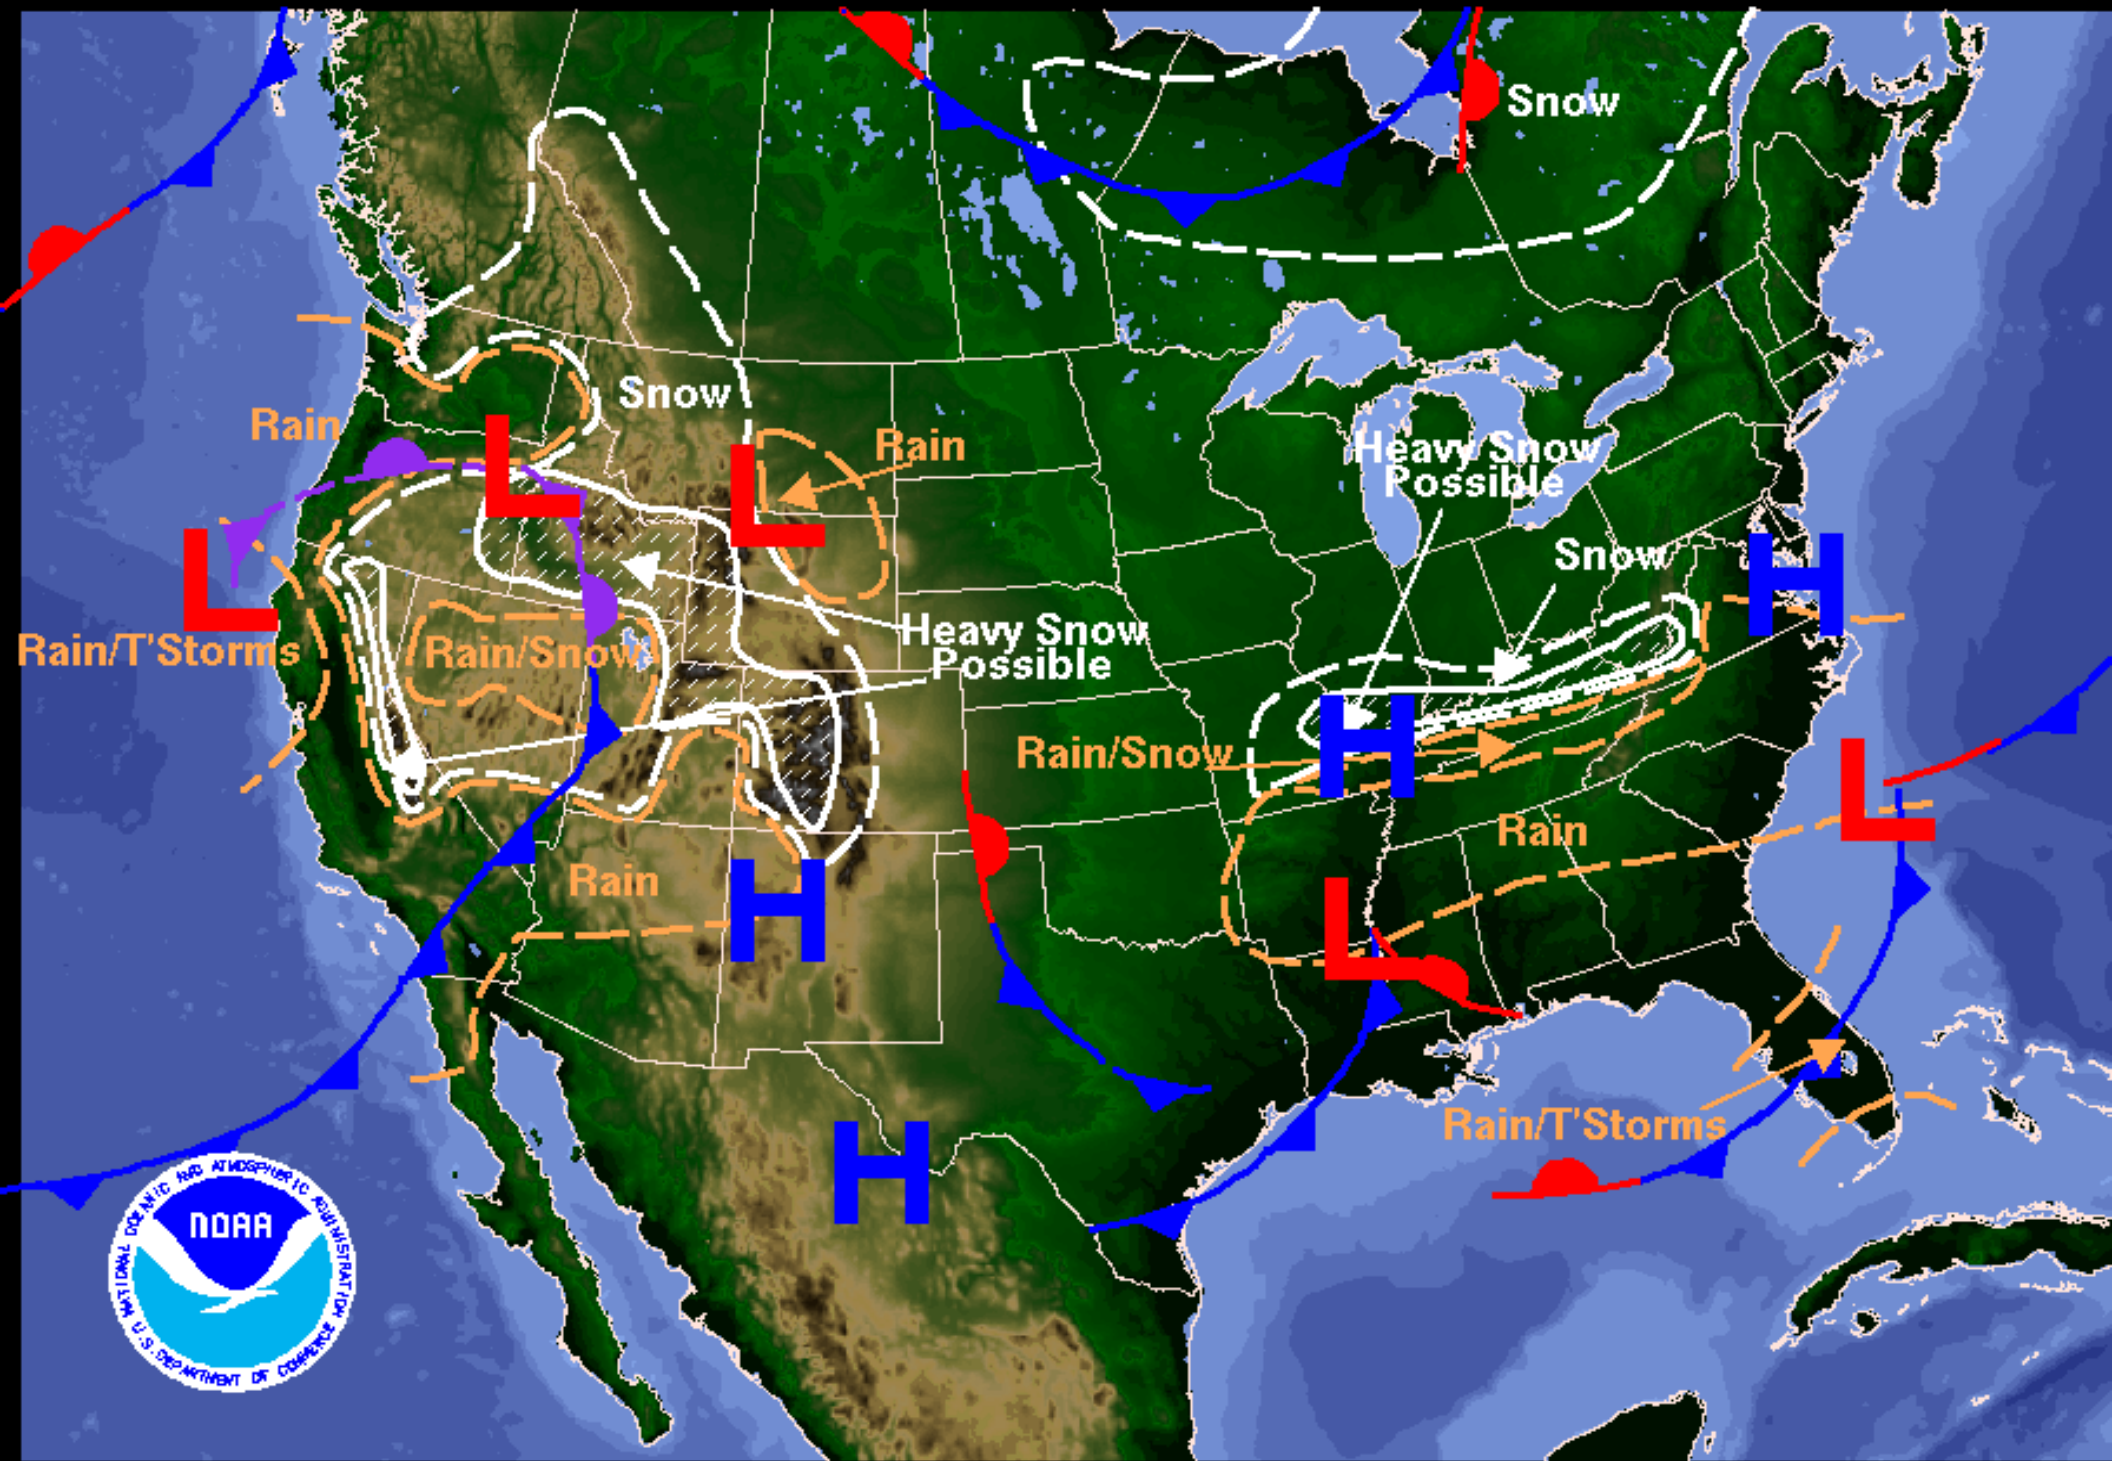 Snow
Snow
Rain
Rain
Heavy Snow
Possible
Snow
Rain/T'Storms
Rain/Snow
Heavy Snow
Possible
L
L
L
H
H
Rain/Snow
Rain
L
Rain
H
L
H
Rain/T'Storms
NATIONAL OCEANIC AND ATMOSPHERIC ADMINISTRATION
NOAA
U.S. DEPARTMENT OF COMMERCE